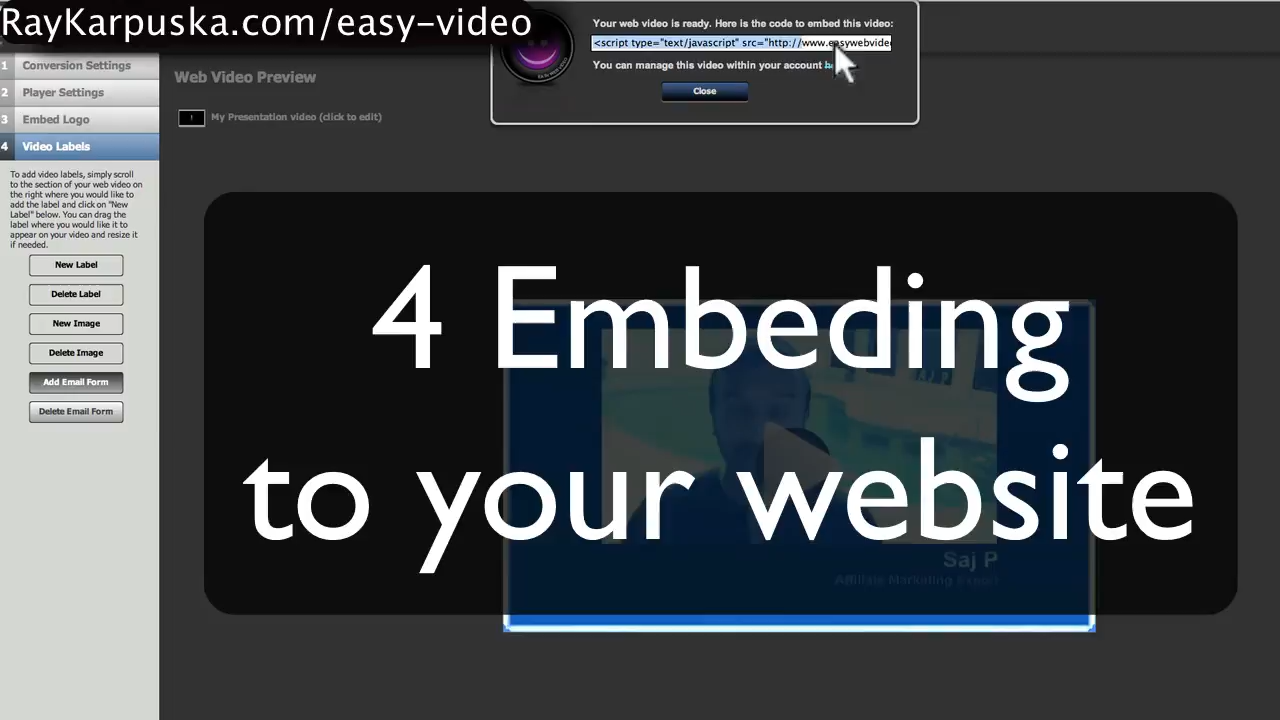 RayKarpuska.com/easy-video
Your web video is ready. Here is the code to embed this video:
<script type="text/javascript" src="http://www.easywebvide
You can manage this video within your account
Close
1 Conversion Settings
2 Player Settings
3 Embed Logo
4 Video Labels
To add video labels, simply scroll
to the section of your web video on
the right where you would like to
add the label and click on "New
Label" below. You can drag the
label where you would like it to
appear on your video and resize it
if needed.
New Label
Delete Label
New Image
Delete Image
Add Email Form
Delete Email Form
Web Video Preview
My Presentation video (click to edit)
4 Embeding
to your website
Saj P
Affiliate Marketing Expert